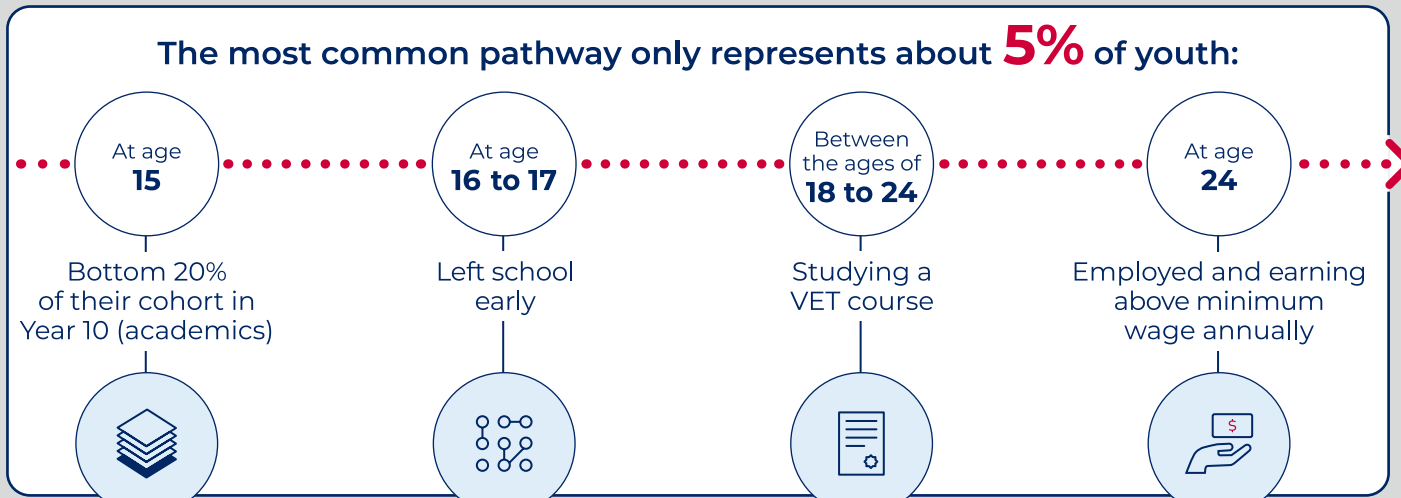 The most common pathway only represents about 5% of youth:
At age
15
At age
16 to 17
Between
the ages of
18 to 24
At age
24
Bottom 20%
of their cohort in
Year 10 (academics)
Left school
early
Studying a
VET course
Employed and earning
above minimum
wage annually
$